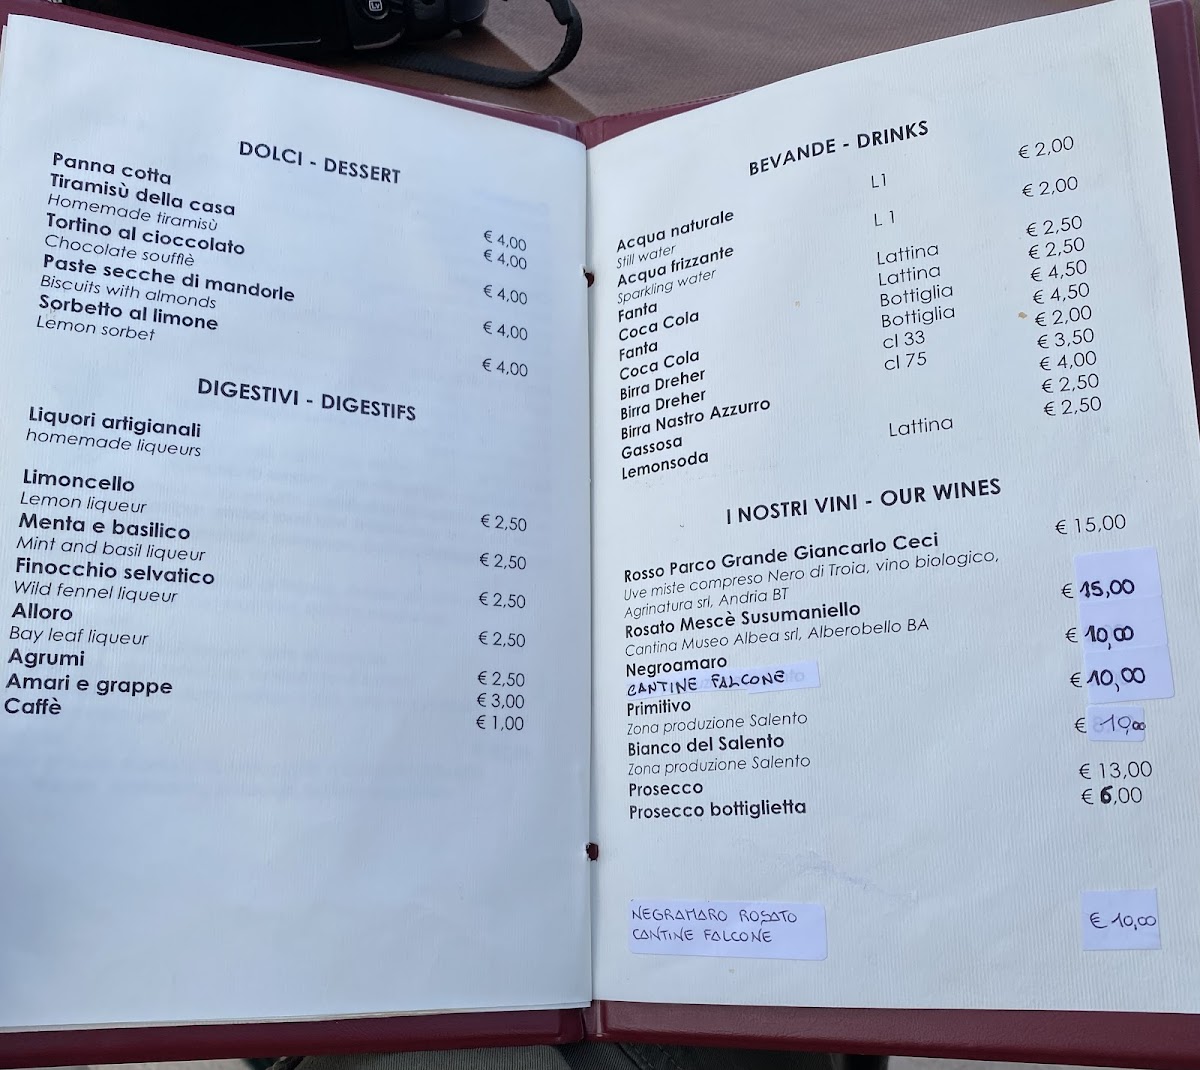 DOLCI - DESSERT
Panna cotta € 4,00
Tiramisù della casa € 4,00
Homemade tiramisù
Tortino al cioccolato € 4,00
Chocolate soufflè
Paste secche di mandorle € 4,00
Biscuits with almonds
Sorbetto al limone € 4,00
Lemon sorbet
DIGESTIVI - DIGESTIFS
Liquori artigianali
homemade liqueurs
Limoncello € 2,50
Lemon liqueur
Menta e basilico € 2,50
Mint and basil liqueur
Finocchio selvatico € 2,50
Wild fennel liqueur
Alloro € 2,50
Bay leaf liqueur
Agrumi € 2,50
Amari e grappe € 3,00
Caffè € 1,00
BEVANDE - DRINKS
Acqua naturale L1 € 2,00
Still water
Acqua frizzante L 1 € 2,00
Sparkling water
Fanta Lattina € 2,50
Coca Cola Lattina € 2,50
Fanta Bottiglia € 4,50
Coca Cola Bottiglia € 4,50
Birra Dreher cl 33 € 2,00
Birra Dreher cl 75 € 3,50
Birra Nastro Azzurro € 4,00
Gassosa € 2,50
Lemonsoda Lattina € 2,50
I NOSTRI VINI - OUR WINES
Rosso Parco Grande Giancarlo Ceci € 15,00
Uve miste compreso Nero di Troia, vino biologico,
Agrinatura srl, Andria BT
Rosato Mescè Susumaniello € 15,00
Cantina Museo Albea srl, Alberobello BA
Negroamaro € 10,00
CANTINE FALCONE
Primitivo € 10,00
Zona produzione Salento
Bianco del Salento € 10,00
Zona produzione Salento
Prosecco € 13,00
Prosecco bottiglietta € 6,00
NEGRAMARO ROSATO € 10,00
CANTINE FALCONE